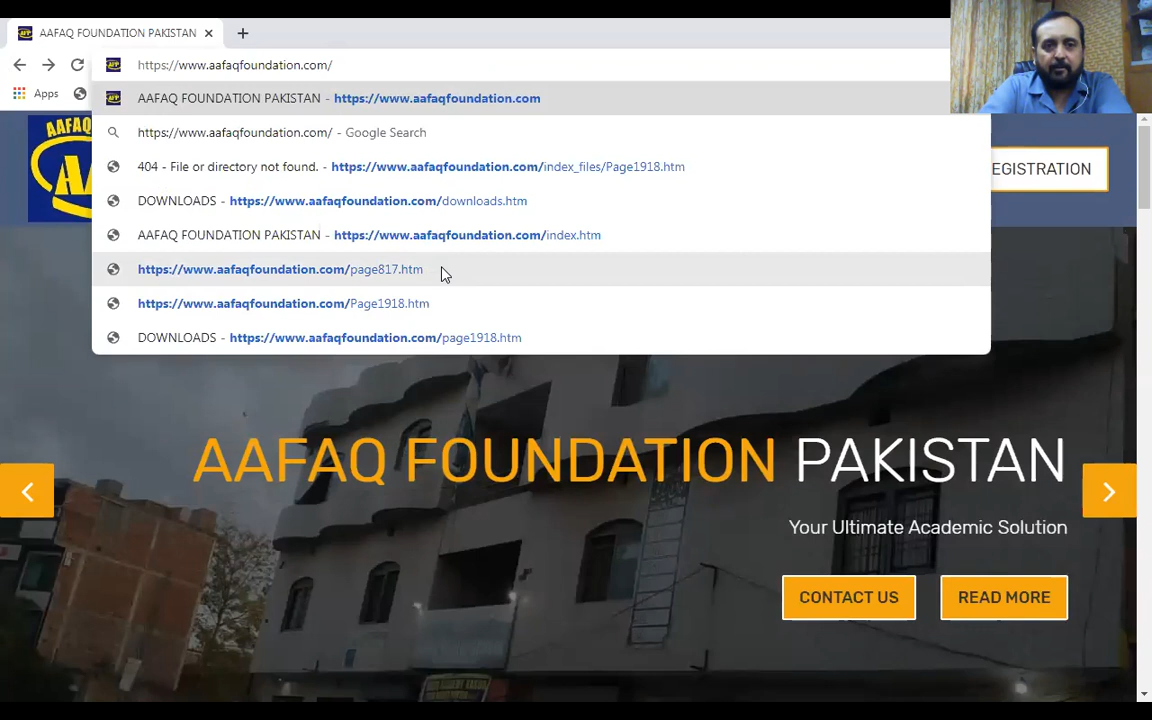 AAFAQ FOUNDATION PAKISTAN
https://www.aafaqfoundation.com/
Apps
AAFAQ FOUNDATION PAKISTAN - https://www.aafaqfoundation.com
https://www.aafaqfoundation.com/ - Google Search
404 - File or directory not found. - https://www.aafaqfoundation.com/index_files/Page1918.htm
DOWNLOADS - https://www.aafaqfoundation.com/downloads.htm
AAFAQ FOUNDATION PAKISTAN - https://www.aafaqfoundation.com/index.htm
https://www.aafaqfoundation.com/page817.htm
https://www.aafaqfoundation.com/Page1918.htm
DOWNLOADS - https://www.aafaqfoundation.com/page1918.htm
EGISTRATION
AAFAQ FOUNDATION PAKISTAN
Your Ultimate Academic Solution
CONTACT US
READ MORE